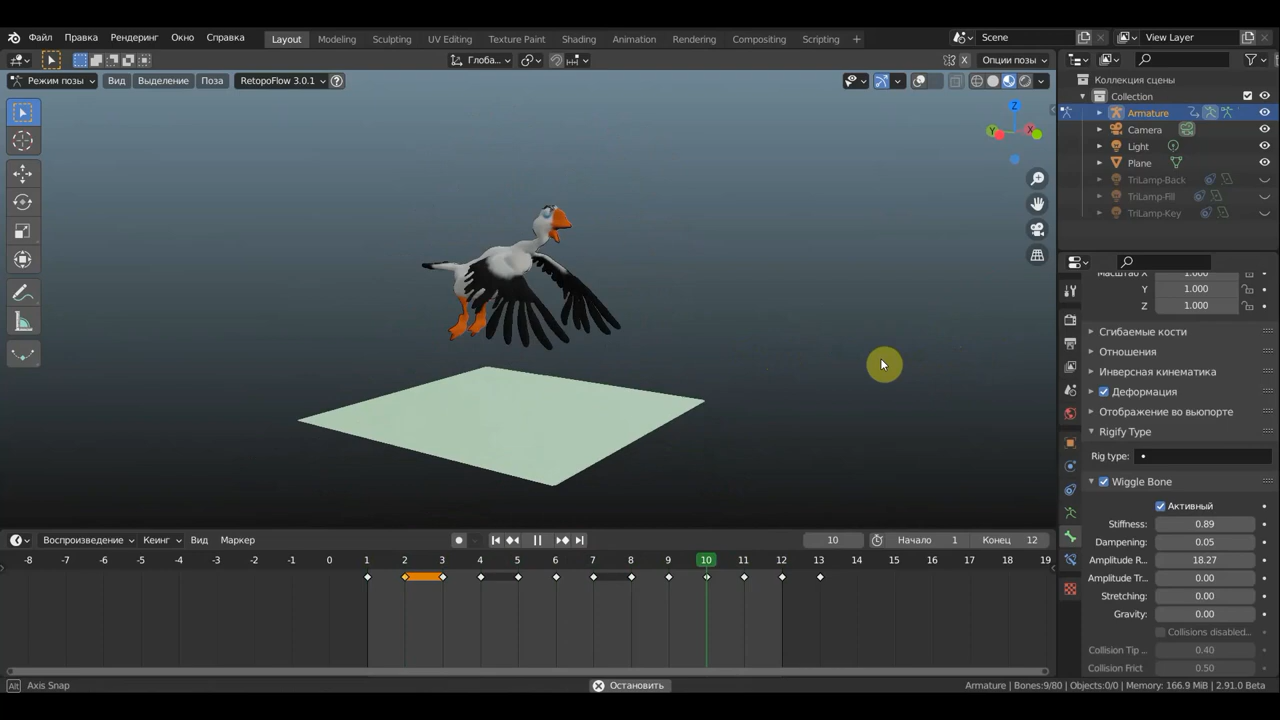 Файл Правка Рендеринг Окно Справка Layout Modeling Sculpting UV Editing Texture Paint Shading Animation Rendering Compositing Scripting + Scene View Layer
Глоба... Опции позы
Режим позы Вид Выделение Поза RetopoFlow 3.0.1
Коллекция сцены
Collection
Armature
Camera
Light
Plane
TriLamp-Back
TriLamp-Fill
TriLamp-Key
Z
Y X
Масштаб X 1.000
Y 1.000
Z 1.000
Сгибаемые кости
Отношения
Инверсная кинематика
Деформация
Отображение во вьюпорте
Rigify Type
Rig type:
Wiggle Bone
Активный
Stiffness: 0.89
Dampening: 0.05
Amplitude R... 18.27
Amplitude Tr... 0.00
Stretching: 0.00
Gravity: 0.00
Collisions disabled...
Collision Tip ... 0.40
Collision Frict 0.50
Воспроизведение Кеинг Вид Маркер 10 Начало 1 Конец 12
-8 -7 -6 -5 -4 -3 -2 -1 0 1 2 3 4 5 6 7 8 9 10 11 12 13 14 15 16 17 18 19
Alt Axis Snap Остановить Armature | Bones:9/80 | Objects:0/0 | Memory: 166.9 MiB | 2.91.0 Beta